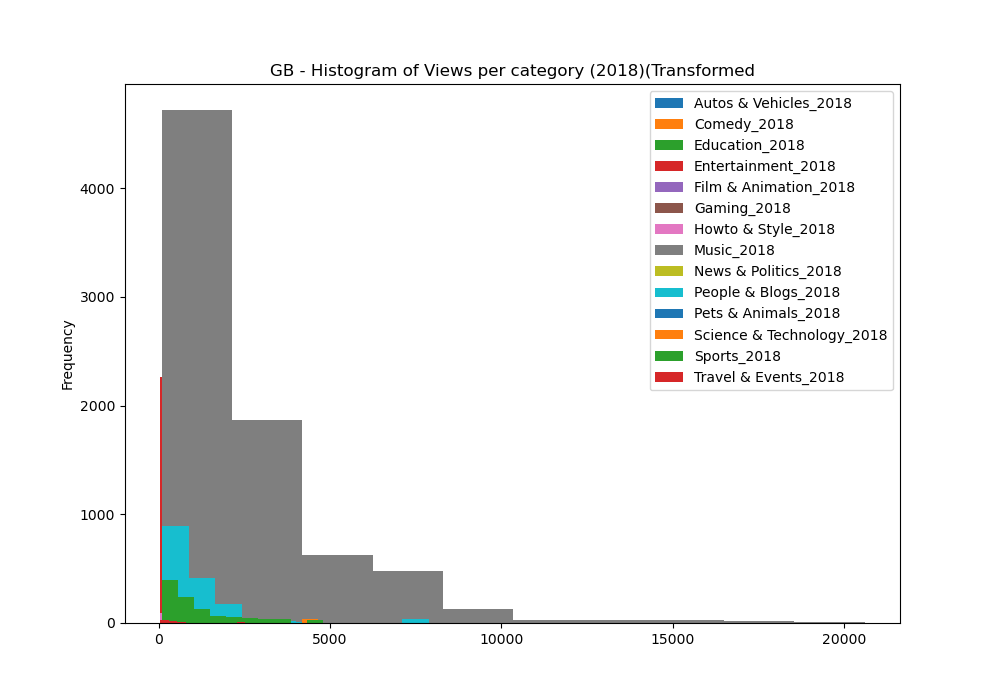 GB - Histogram of Views per category (2018)(Transformed
Frequency
4000
3000
2000
1000
0
0 5000 10000 15000 20000
Autos & Vehicles_2018
Comedy_2018
Education_2018
Entertainment_2018
Film & Animation_2018
Gaming_2018
Howto & Style_2018
Music_2018
News & Politics_2018
People & Blogs_2018
Pets & Animals_2018
Science & Technology_2018
Sports_2018
Travel & Events_2018